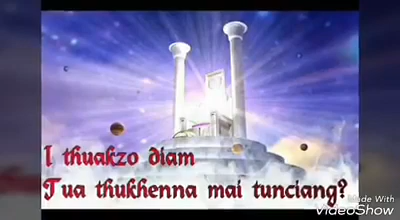 I thuakzo diam
Tua thukhenna mai tunciang?
Made With
VideoShow